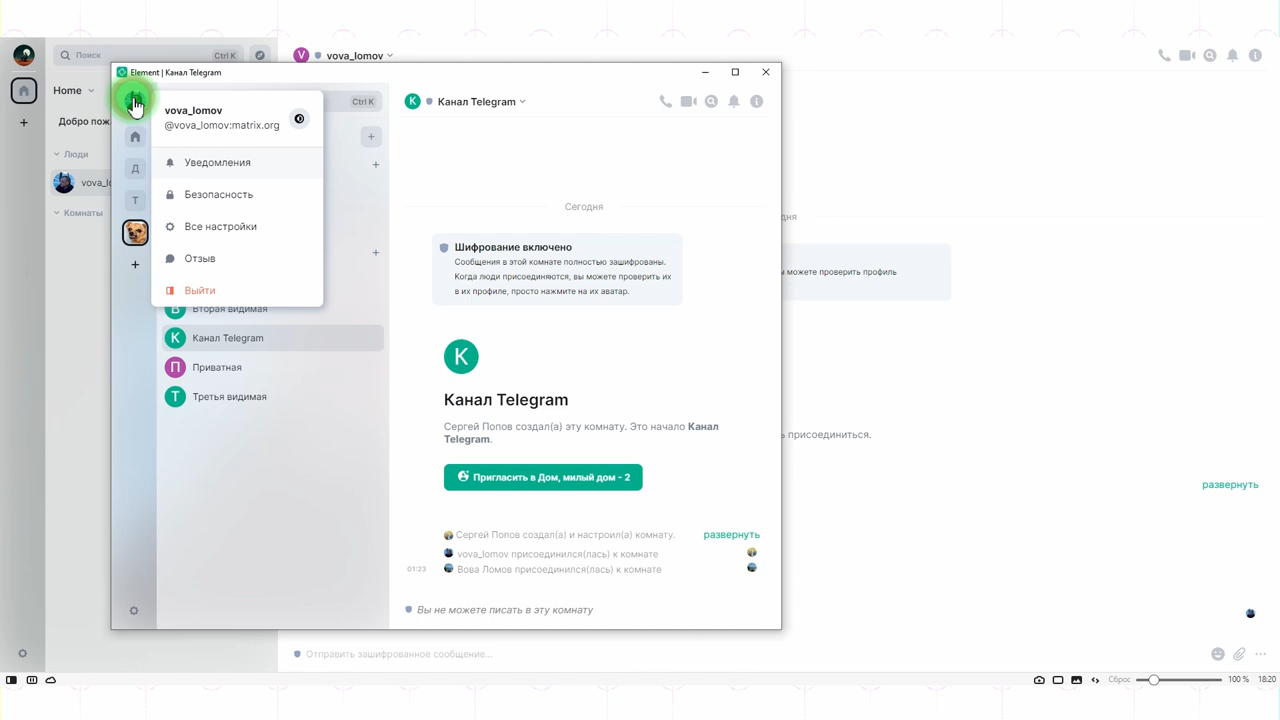 Поиск
Ctrl K
V
vova_lomov
Element | Канал Telegram
Home
vova_lomov
@vova_lomov:matrix.org
Ctrl K
К
Канал Telegram
Добро
Люди
Комнаты
Д
Т
Уведомления
Безопасность
Все настройки
Отзыв
Выйти
В
Вторая видимая
К
Канал Telegram
П
Приватная
Т
Третья видимая
Сегодня
Шифрование включено
Сообщения в этой комнате полностью зашифрованы.
Когда люди присоединяются, вы можете проверить их
в их профиле, просто нажмите на их аватар.
К
Канал Telegram
Сергей Попов создал(а) эту комнату. Это начало Канал
Telegram.
Пригласить в Дом, милый дом - 2
Сергей Попов создал(а) и настроил(а) комнату.
развернуть
vova_lomov присоединился(лась) к комнате
01:23
Вова Ломов присоединился(лась) к комнате
Вы не можете писать в эту комнату
можете проверить профиль
присоединиться.
развернуть
Отправить зашифрованное сообщение...
Сброс
100 %
18:20